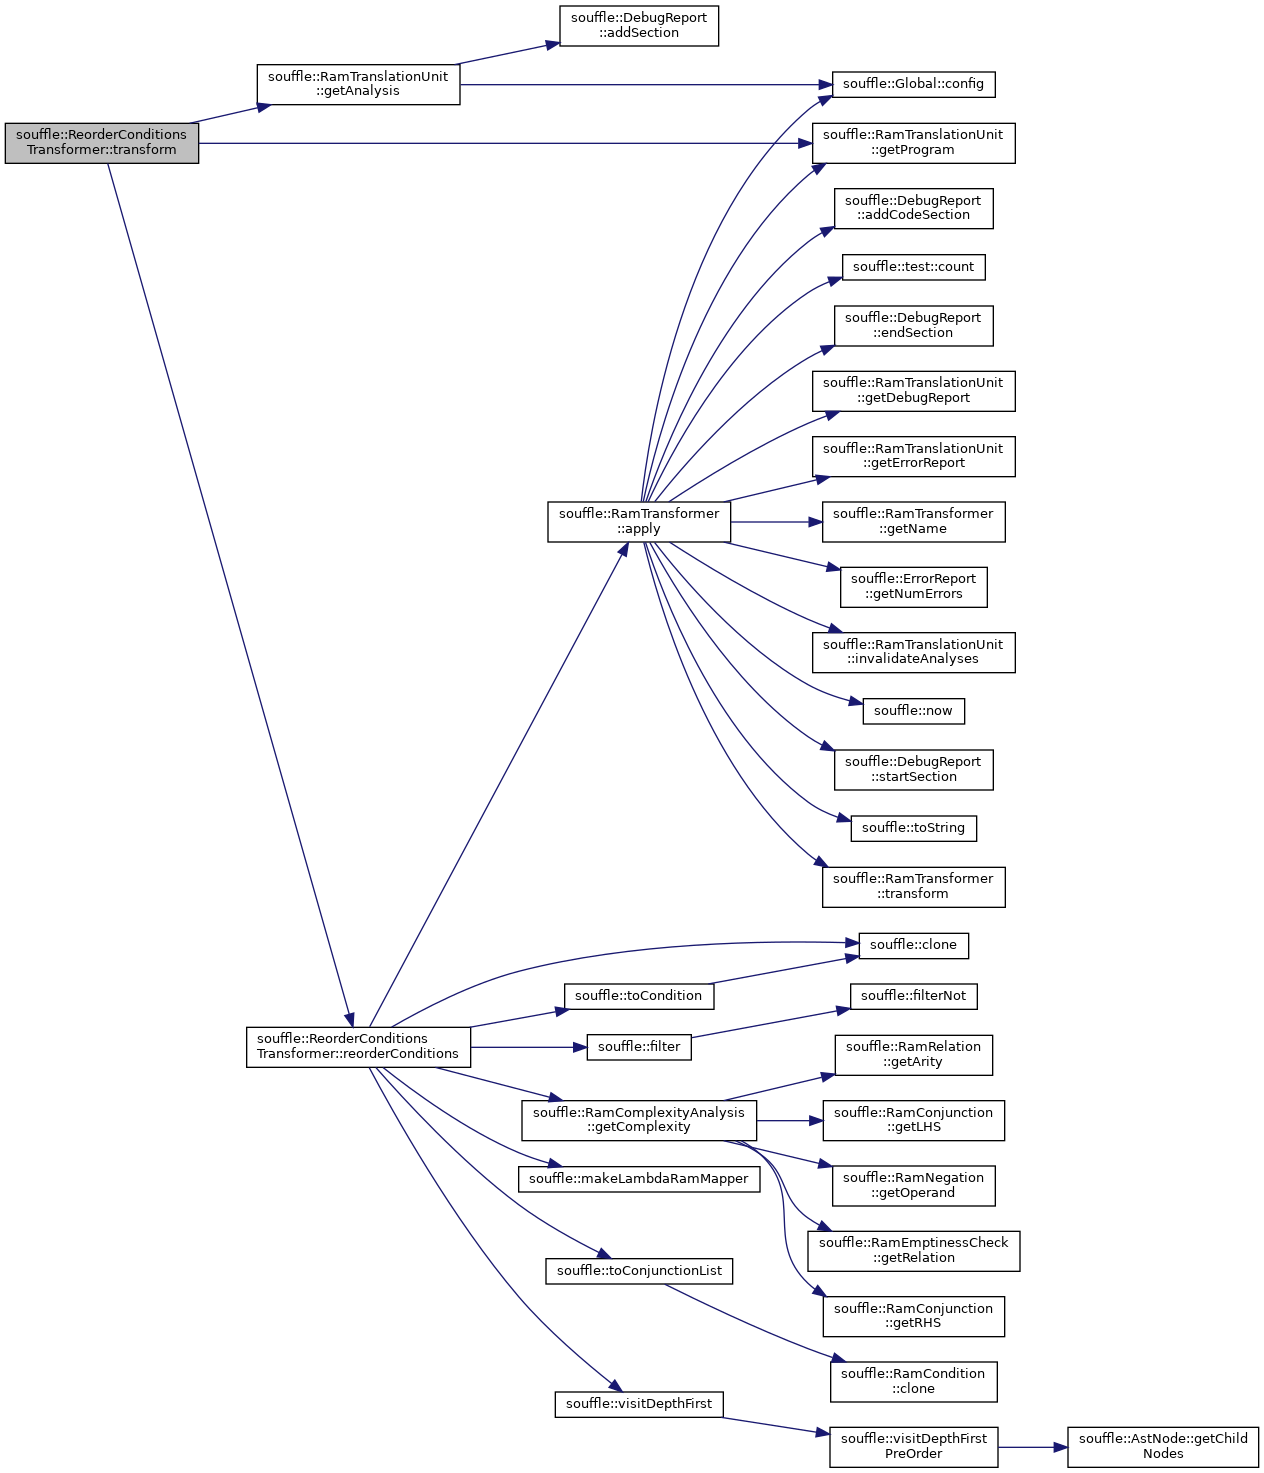 souffle::DebugReport
::addSection
souffle::RamTranslationUnit
::getAnalysis
souffle::Global::config
souffle::ReorderConditions
Transformer::transform
souffle::RamTranslationUnit
::getProgram
souffle::DebugReport
::addCodeSection
souffle::test::count
souffle::DebugReport
::endSection
souffle::RamTranslationUnit
::getDebugReport
souffle::RamTranslationUnit
::getErrorReport
souffle::RamTransformer
::apply
souffle::RamTransformer
::getName
souffle::ErrorReport
::getNumErrors
souffle::RamTranslationUnit
::invalidateAnalyses
souffle::now
souffle::DebugReport
::startSection
souffle::toString
souffle::RamTransformer
::transform
souffle::clone
souffle::toCondition
souffle::filterNot
souffle::ReorderConditions
Transformer::reorderConditions
souffle::filter
souffle::RamRelation
::getArity
souffle::RamComplexityAnalysis
::getComplexity
souffle::RamConjunction
::getLHS
souffle::makeLambdaRamMapper
souffle::RamNegation
::getOperand
souffle::RamEmptinessCheck
::getRelation
souffle::toConjunctionList
souffle::RamConjunction
::getRHS
souffle::RamCondition
::clone
souffle::visitDepthFirst
souffle::visitDepthFirst
PreOrder
souffle::AstNode::getChild
Nodes